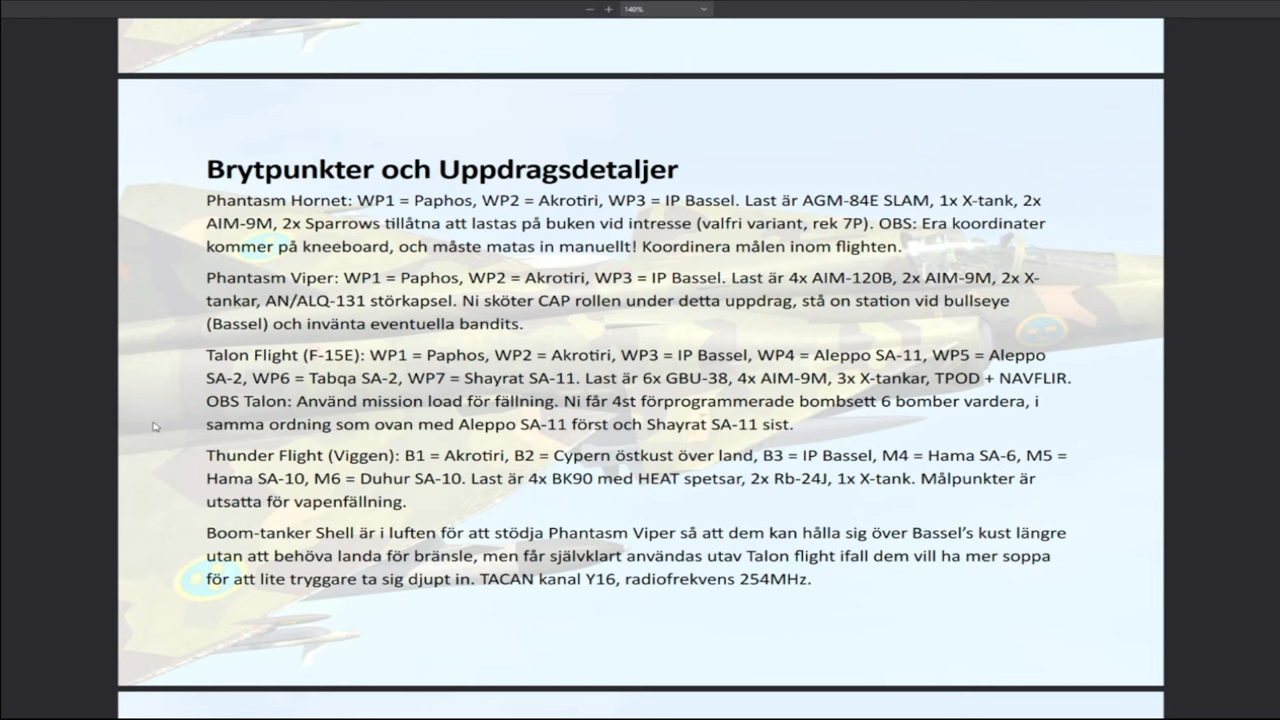 140%
Brytpunkter och Uppdragsdetaljer
Phantasm Hornet: WP1 = Paphos, WP2 = Akrotiri, WP3 = IP Bassel. Last är AGM-84E SLAM, 1x X-tank, 2x
AIM-9M, 2x Sparrows tillåtna att lastas på buken vid intresse (valfri variant, rek 7P). OBS: Era koordinater
kommer på kneeboard, och måste matas in manuellt! Koordinera målen inom flighten.
Phantasm Viper: WP1 = Paphos, WP2 = Akrotiri, WP3 = IP Bassel. Last är 4x AIM-120B, 2x AIM-9M, 2x X-
tankar, AN/ALQ-131 störkapsel. Ni sköter CAP rollen under detta uppdrag, stå on station vid bullseye
(Bassel) och invänta eventuella bandits.
Talon Flight (F-15E): WP1 = Paphos, WP2 = Akrotiri, WP3 = IP Bassel, WP4 = Aleppo SA-11, WP5 = Aleppo
SA-2, WP6 = Tabqa SA-2, WP7 = Shayrat SA-11. Last är 6x GBU-38, 4x AIM-9M, 3x X-tankar, TPOD + NAVFLIR.
OBS Talon: Använd mission load för fällning. Ni får 4st förprogrammerade bombsett 6 bomber vardera, i
samma ordning som ovan med Aleppo SA-11 först och Shayrat SA-11 sist.
Thunder Flight (Viggen): B1 = Akrotiri, B2 = Cypern östkust över land, B3 = IP Bassel, M4 = Hama SA-6, M5 =
Hama SA-10, M6 = Duhur SA-10. Last är 4x BK90 med HEAT spetsar, 2x Rb-24J, 1x X-tank. Målpunkter är
utsatta för vapenfällning.
Boom-tanker Shell är i luften för att stödja Phantasm Viper så att dem kan hålla sig över Bassel’s kust längre
utan att behöva landa för bränsle, men får självklart användas utav Talon flight ifall dem vill ha mer soppa
för att lite tryggare ta sig djupt in. TACAN kanal Y16, radiofrekvens 254MHz.